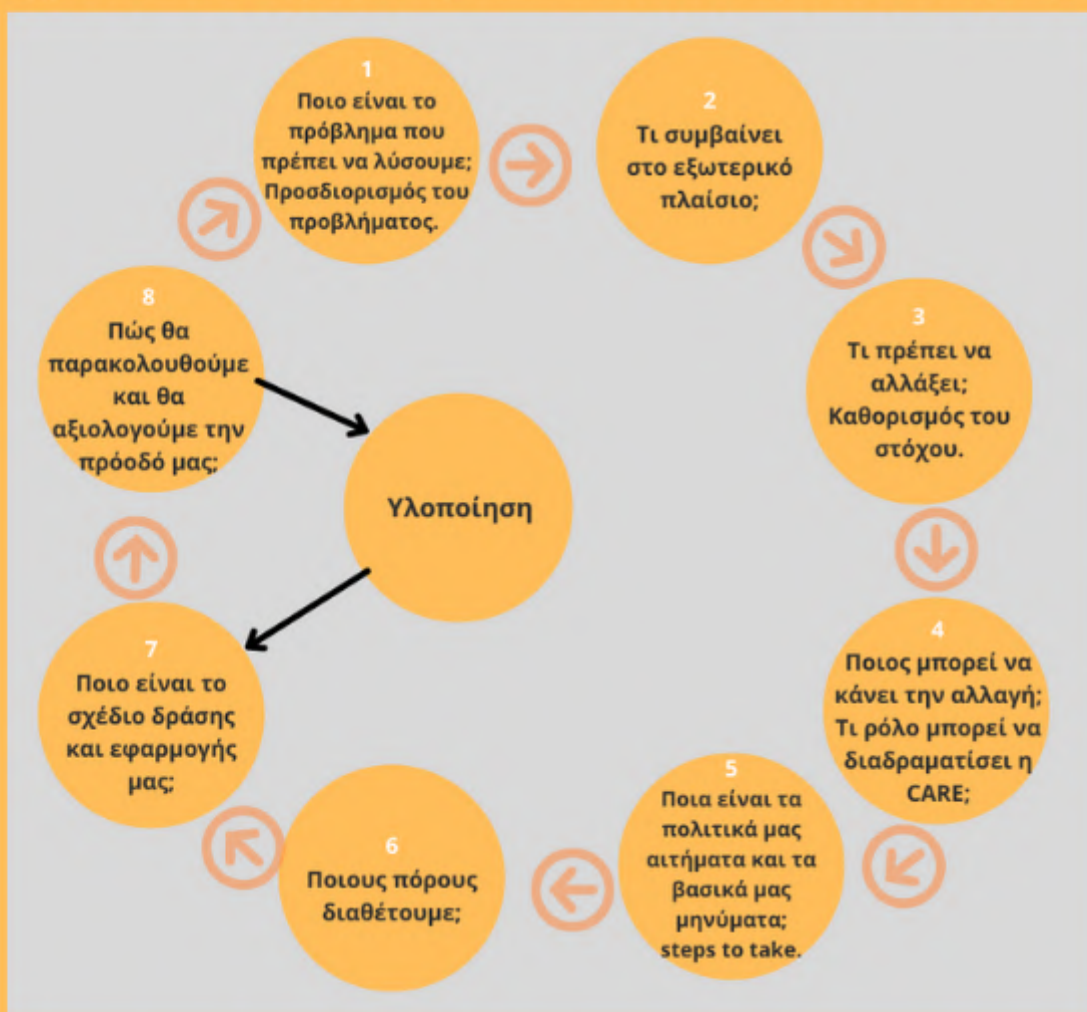 1
Ποιο είναι το
πρόβλημα που
πρέπει να λύσουμε;
Προσδιορισμός του
προβλήματος.
2
Τι συμβαίνει
στο εξωτερικό
πλαίσιο;
3
Τι πρέπει να
αλλάξει;
Καθορισμός του
στόχου.
4
Ποιος μπορεί να
κάνει την αλλαγή;
Τι ρόλο μπορεί να
διαδραματίσει η
CARE;
5
Ποια είναι τα
πολιτικά μας
αιτήματα και τα
βασικά μας
μηνύματα;
steps to take.
6
Ποιους πόρους
διαθέτουμε;
7
Ποιο είναι το
σχέδιο δράσης
και εφαρμογής
μας;
8
Πώς θα
παρακολουθούμε
και θα
αξιολογούμε την
πρόοδό μας;
Υλοποίηση